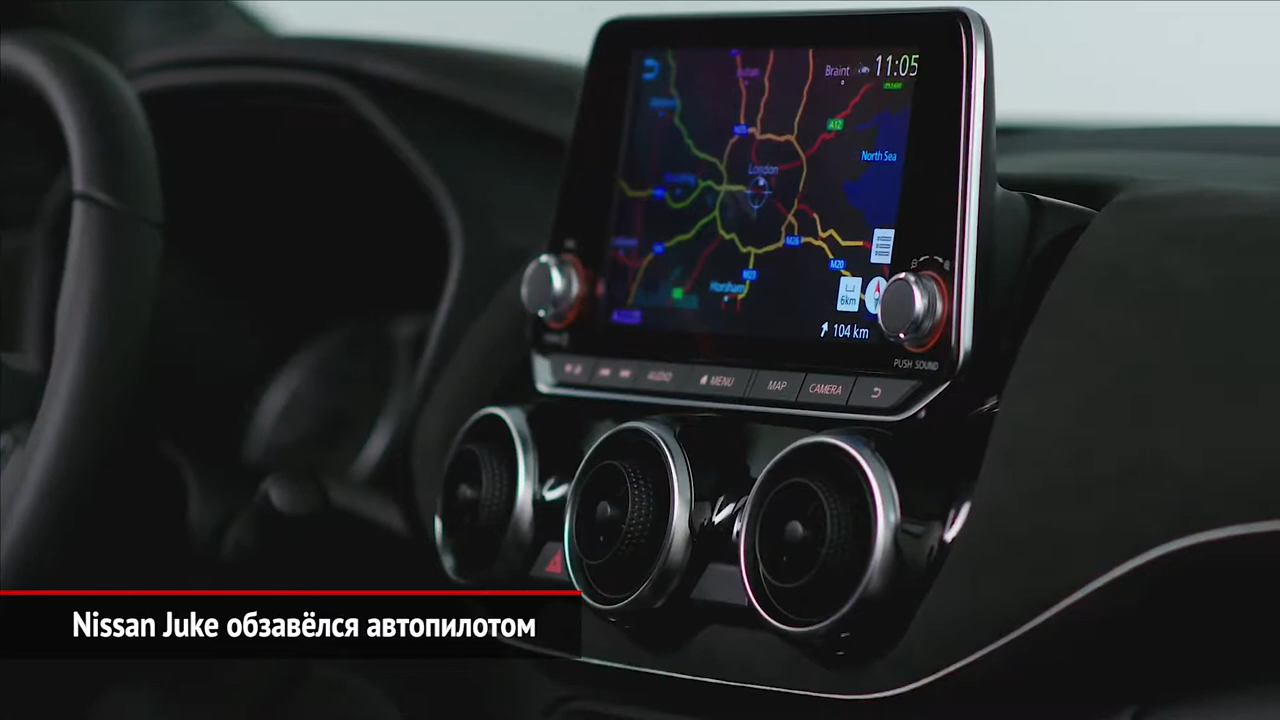 Braint
11:05
A12
North Sea
London
M25
M26
M20
M23
Horsham
6km
104 km
PUSH SOUND
AUDIO
MENU
MAP
CAMERA
Nissan Juke обзавёлся автопилотом